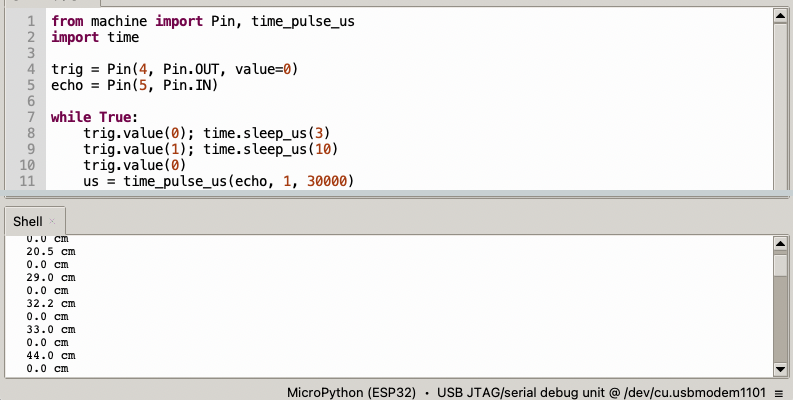 1 from machine import Pin, time_pulse_us
2 import time
3
4 trig = Pin(4, Pin.OUT, value=0)
5 echo = Pin(5, Pin.IN)
6
7 while True:
8     trig.value(0); time.sleep_us(3)
9     trig.value(1); time.sleep_us(10)
10     trig.value(0)
11     us = time_pulse_us(echo, 1, 30000)
Shell ×
0.0 cm
20.5 cm
0.0 cm
29.0 cm
0.0 cm
32.2 cm
0.0 cm
33.0 cm
0.0 cm
44.0 cm
0.0 cm
MicroPython (ESP32) • USB JTAG/serial debug unit @ /dev/cu.usbmodem1101 ≡